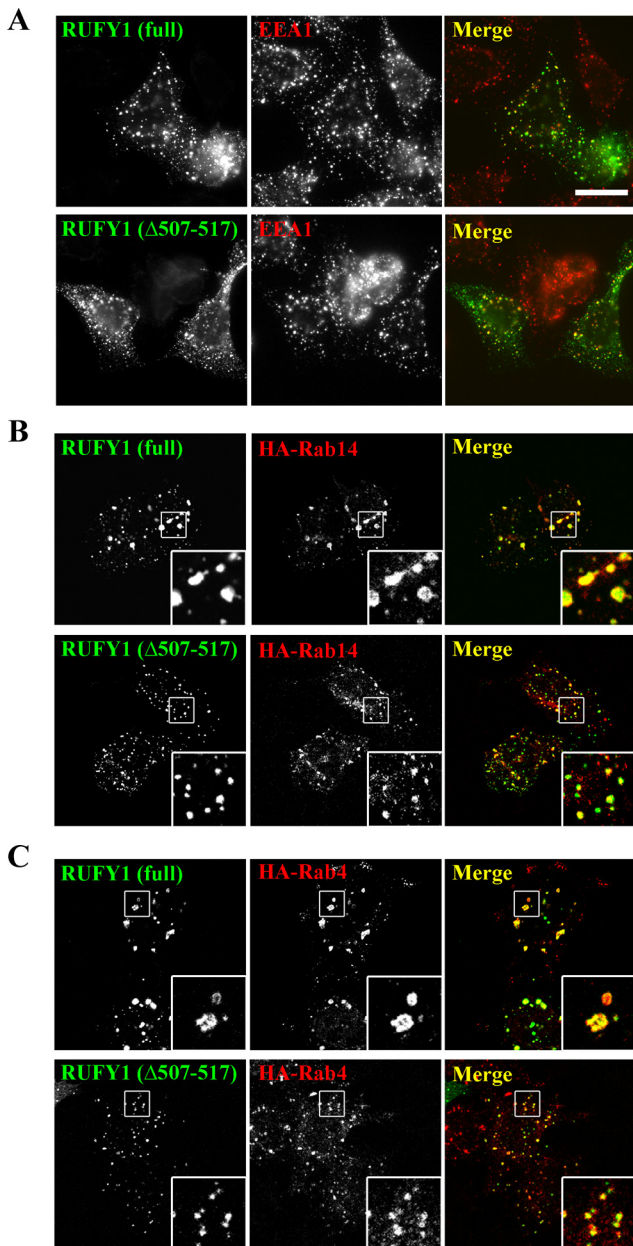 A
RUFY1 (full) EEA1 Merge
RUFY1 (Δ507-517) EEA1 Merge
B
RUFY1 (full) HA-Rab14 Merge
RUFY1 (Δ507-517) HA-Rab14 Merge
C
RUFY1 (full) HA-Rab4 Merge
RUFY1 (Δ507-517) HA-Rab4 Merge